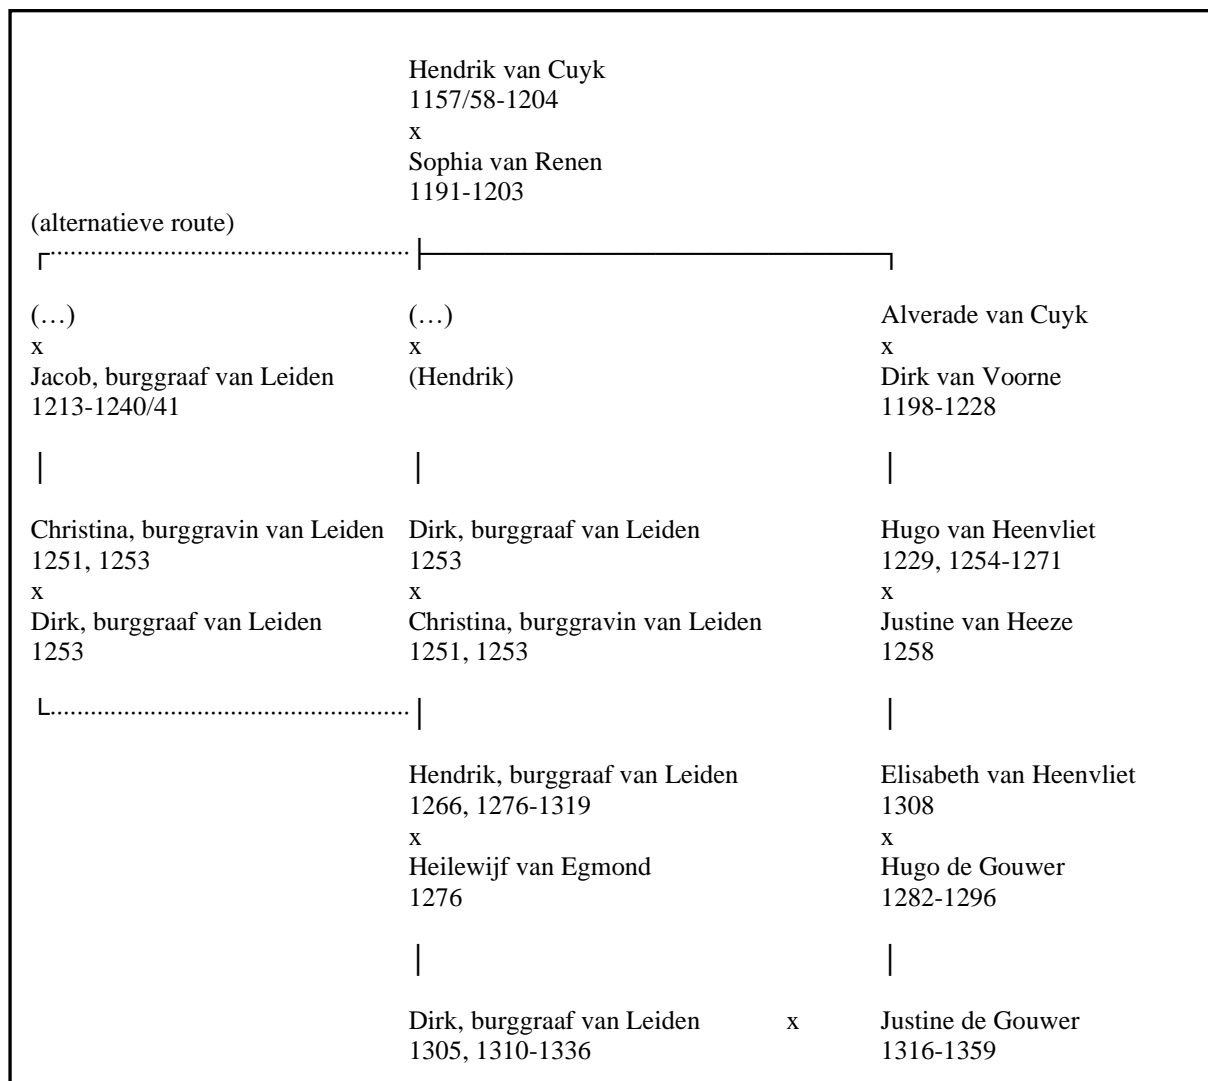 Hendrik van Cuyk
1157/58-1204
x
Sophia van Renen
1191-1203
(alternatieve route)
(…)
x
Jacob, burggraaf van Leiden
1213-1240/41
(…)
x
(Hendrik)
Alverade van Cuyk
x
Dirk van Voorne
1198-1228
Christina, burggravin van Leiden
1251, 1253
x
Dirk, burggraaf van Leiden
1253
Dirk, burggraaf van Leiden
1253
x
Christina, burggravin van Leiden
1251, 1253
Hugo van Heenvliet
1229, 1254-1271
x
Justine van Heeze
1258
Hendrik, burggraaf van Leiden
1266, 1276-1319
x
Heilewijf van Egmond
1276
Elisabeth van Heenvliet
1308
x
Hugo de Gouwer
1282-1296
Dirk, burggraaf van Leiden
1305, 1310-1336
x
Justine de Gouwer
1316-1359